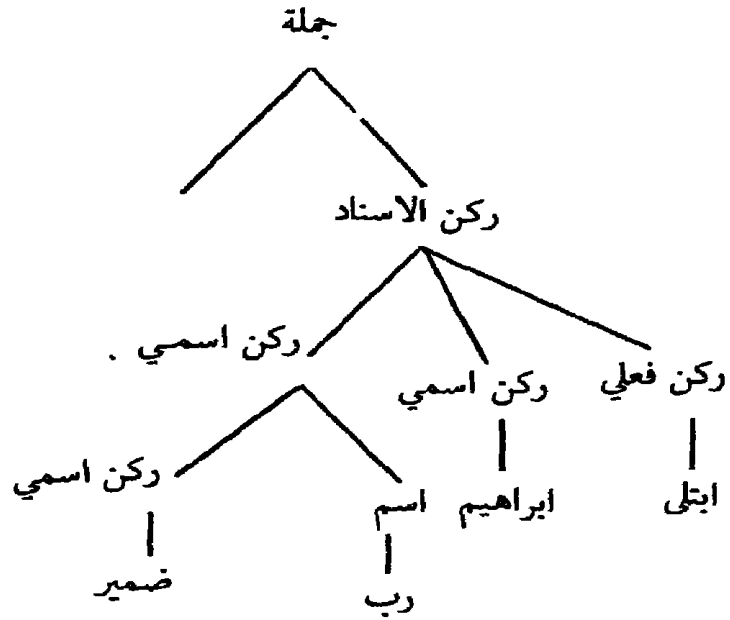 جملة
ركن الاسناد
ركن فعلي ركن اسمي ركن اسمي .
ابتلى ابراهيم اسم ركن اسمي
رب ضمير